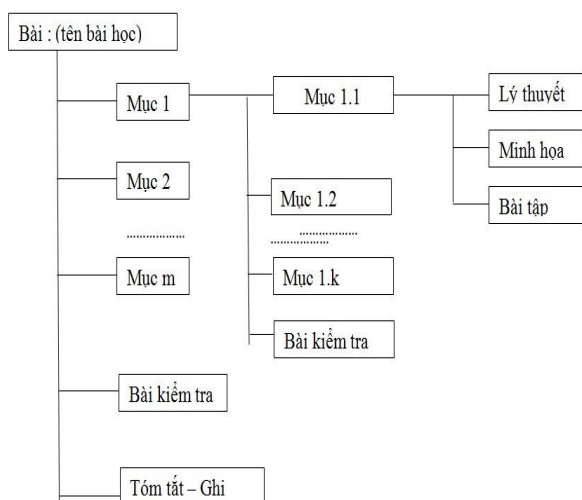 Bài : (tên bài học)
Mục 1
Mục 1.1
Lý thuyết
Minh họa
Bài tập
Mục 2
Mục 1.2
..................
..................
..................
Mục m
Mục 1.k
Bài kiểm tra
Bài kiểm tra
Tóm tắt – Ghi